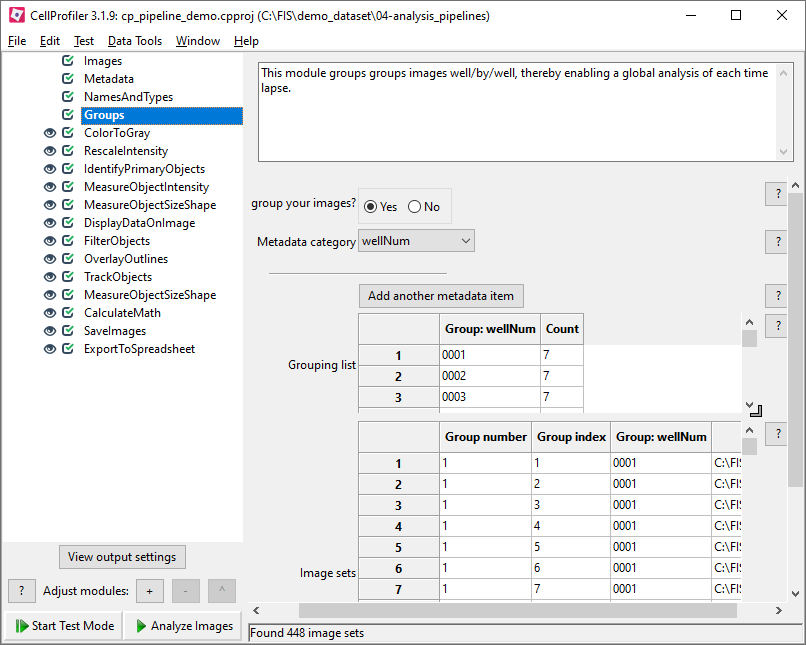 CellProfiler 3.1.9: cp_pipeline_demo.cpproj (C:\FIS\demo_dataset\04-analysis_pipelines)
File Edit Test Data Tools Window Help
Images
Metadata
NamesAndTypes
Groups
ColorToGray
RescaleIntensity
IdentifyPrimaryObjects
MeasureObjectIntensity
MeasureObjectSizeShape
DisplayDataOnImage
FilterObjects
OverlayOutlines
TrackObjects
MeasureObjectSizeShape
CalculateMath
SaveImages
ExportToSpreadsheet
View output settings
? Adjust modules: + - ^
Start Test Mode Analyze Images
This module groups groups images well/by/well, thereby enabling a global analysis of each time
lapse.
group your images? Yes No ?
Metadata category wellNum ?
Add another metadata item ?
Grouping list
Group: wellNum Count ?
1 0001 7
2 0002 7
3 0003 7
Image sets
Group number Group index Group: wellNum ?
1 1 1 0001 C:\FIS
2 1 2 0001 C:\FIS
3 1 3 0001 C:\FIS
4 1 4 0001 C:\FIS
5 1 5 0001 C:\FIS
6 1 6 0001 C:\FIS
7 1 7 0001 C:\FIS
Found 448 image sets